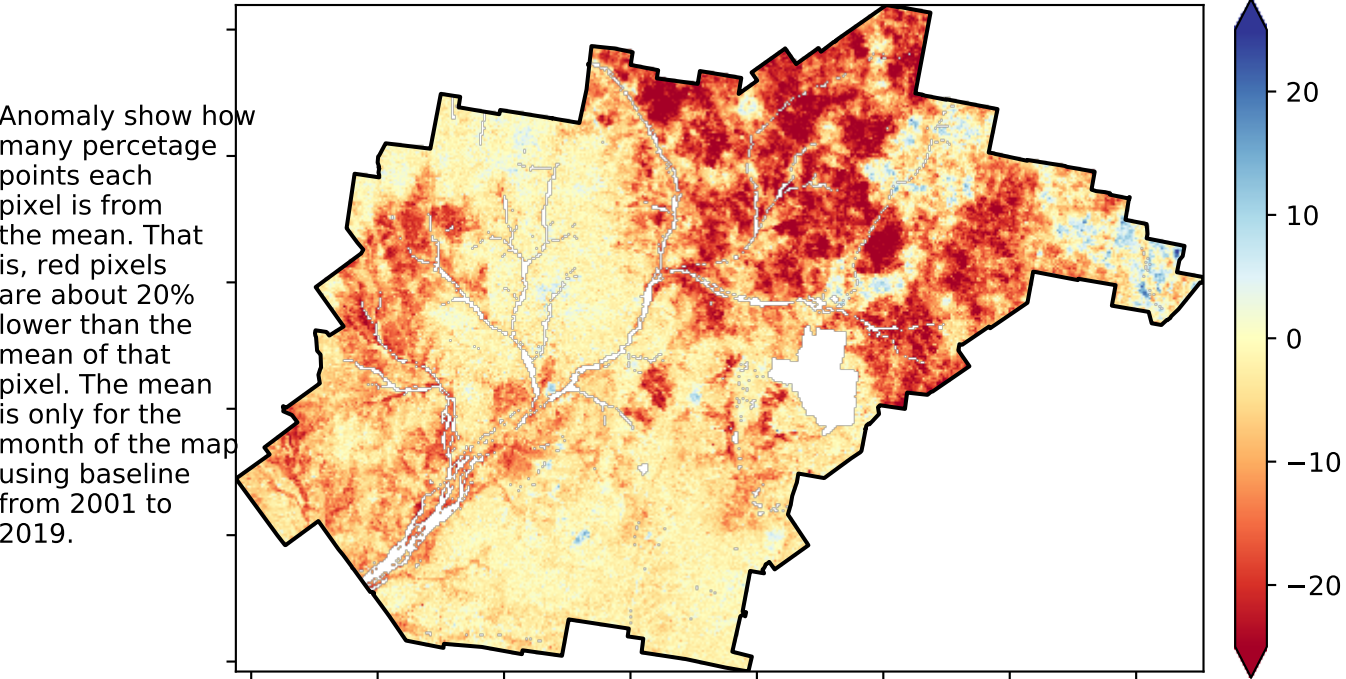 Anomaly show how
many percetage
points each
pixel is from
the mean. That
is, red pixels
are about 20%
lower than the
mean of that
pixel. The mean
is only for the
month of the map
using baseline
from 2001 to
2019.
20
10
0
−10
−20